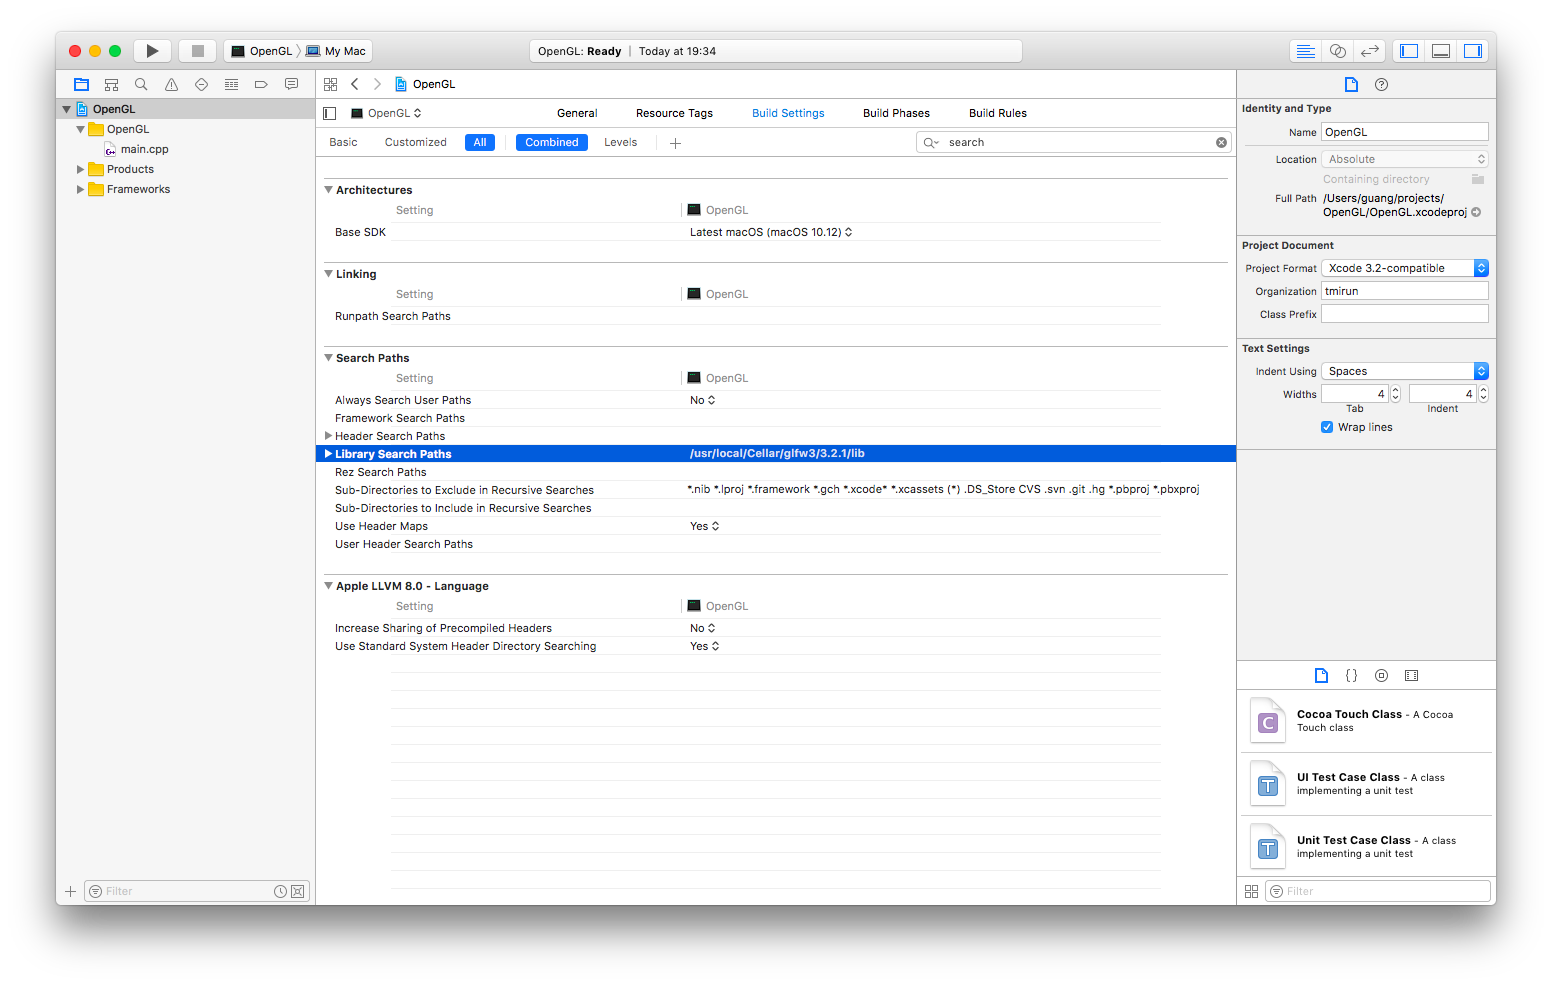 OpenGL My Mac
OpenGL: Ready | Today at 19:34
OpenGL
OpenGL
main.cpp
Products
Frameworks
Filter
OpenGL
OpenGL
General Resource Tags Build Settings Build Phases Build Rules
Basic Customized All Combined Levels
search
Architectures
Setting OpenGL
Base SDK Latest macOS (macOS 10.12)
Linking
Setting OpenGL
Runpath Search Paths
Search Paths
Setting OpenGL
Always Search User Paths No
Framework Search Paths
Header Search Paths
Library Search Paths /usr/local/Cellar/glfw3/3.2.1/lib
Rez Search Paths
Sub-Directories to Exclude in Recursive Searches *.nib *.lproj *.framework *.gch *.xcode* *.xcassets (*) .DS_Store CVS .svn .git .hg *.pbproj *.pbxproj
Sub-Directories to Include in Recursive Searches
Use Header Maps Yes
User Header Search Paths
Apple LLVM 8.0 - Language
Setting OpenGL
Increase Sharing of Precompiled Headers No
Use Standard System Header Directory Searching Yes
Identity and Type
Name OpenGL
Location Absolute
Containing directory
Full Path /Users/guang/projects/
OpenGL/OpenGL.xcodeproj
Project Document
Project Format Xcode 3.2-compatible
Organization tmirun
Class Prefix
Text Settings
Indent Using Spaces
Widths 4 4
Tab Indent
Wrap lines
{}
C
Cocoa Touch Class - A Cocoa
Touch class
T
UI Test Case Class - A class
implementing a unit test
T
Unit Test Case Class - A class
implementing a unit test
Filter